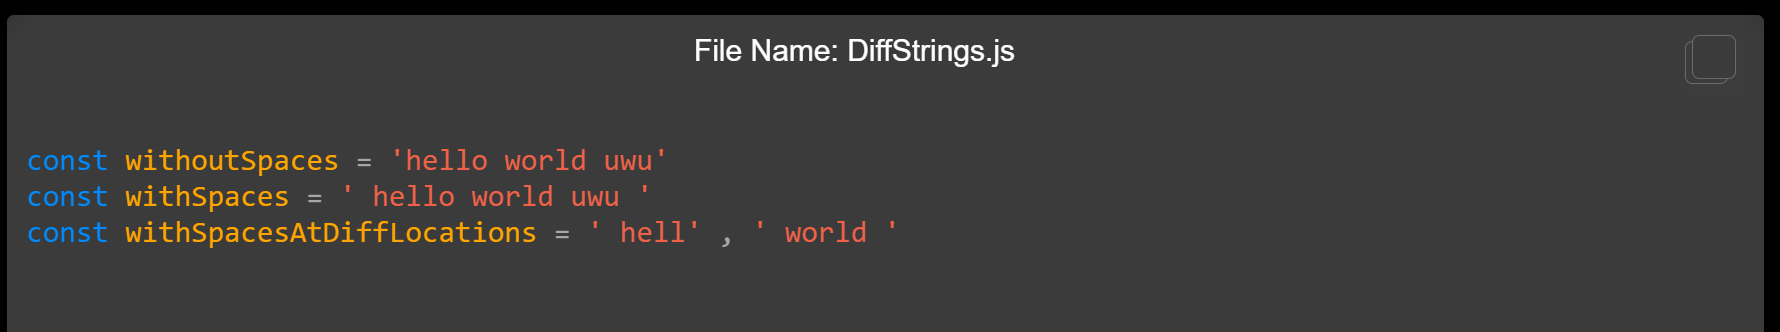 File Name: DiffStrings.js
const withoutSpaces = 'hello world uwu'
const withSpaces = ' hello world uwu '
const withSpacesAtDiffLocations = ' hell' , ' world '